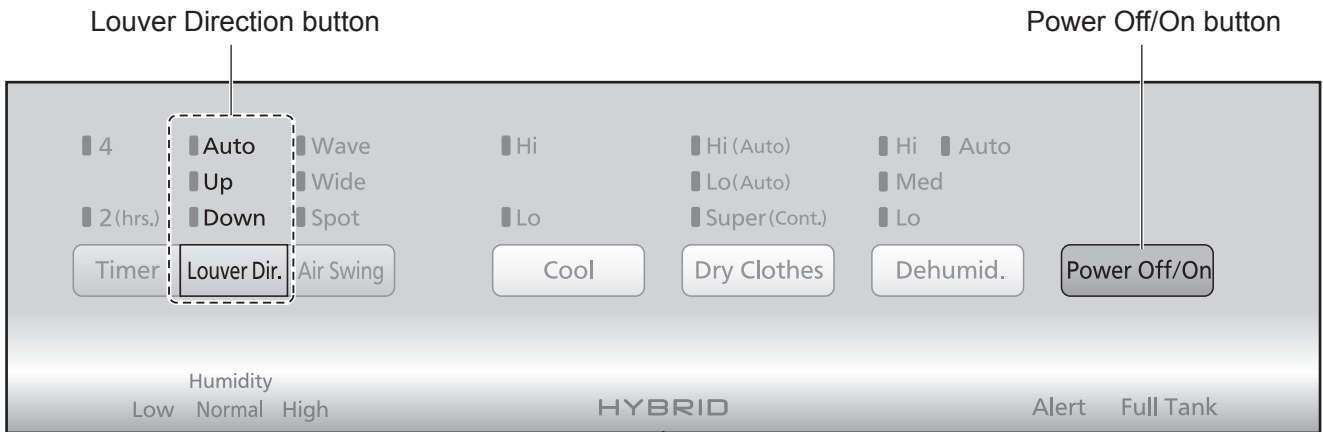 Louver Direction button Power Off/On button
4 Auto Wave Hi Hi (Auto) Hi Auto
Up Wide Lo(Auto) Med
2(hrs.) Down Spot Lo Super(Cont.) Lo
Timer Louver Dir. Air Swing Cool Dry Clothes Dehumid. Power Off/On
Humidity
Low Normal High HYBRID Alert Full Tank